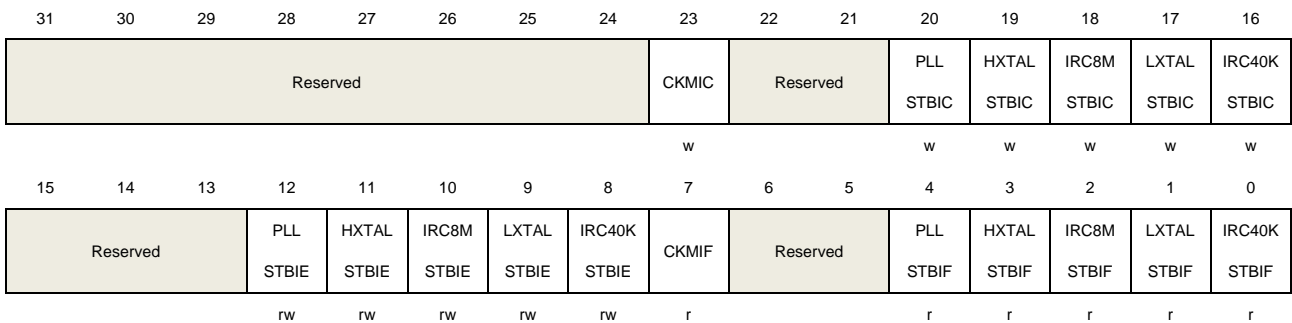 31 30 29 28 27 26 25 24 23 22 21 20 19 18 17 16
Reserved CKMIC Reserved PLL STBIC HXTAL STBIC IRC8M STBIC LXTAL STBIC IRC40K STBIC
w w w w w w
15 14 13 12 11 10 9 8 7 6 5 4 3 2 1 0
Reserved PLL STBIE HXTAL STBIE IRC8M STBIE LXTAL STBIE IRC40K STBIE CKMIF Reserved PLL STBIF HXTAL STBIF IRC8M STBIF LXTAL STBIF IRC40K STBIF
rw rw rw rw rw r r r r r r